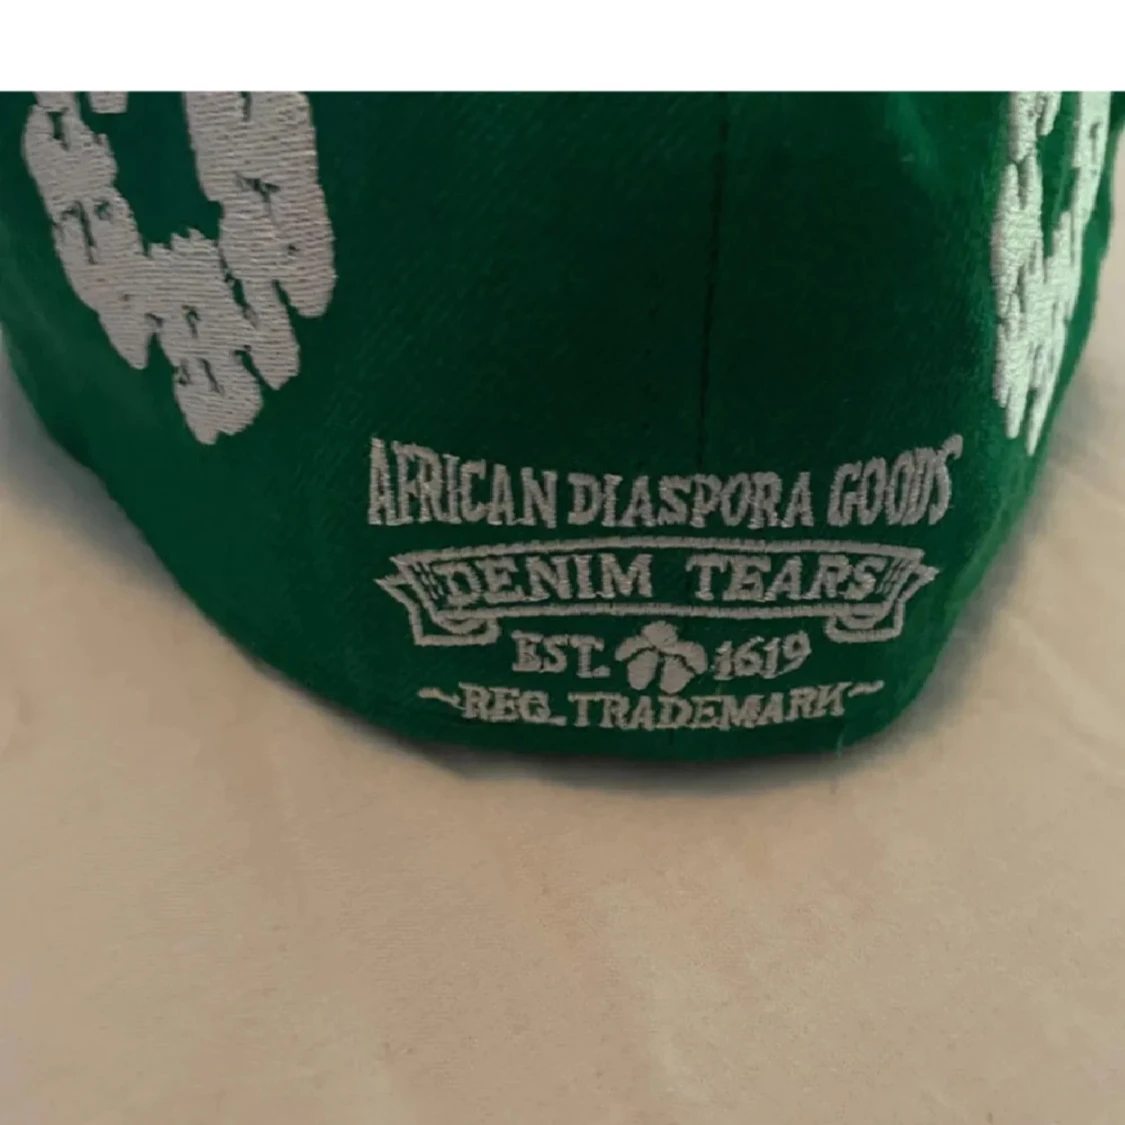 AFRICAN DIASPORA GOODS
DENIM TEARS
EST. 1619
~REG. TRADEMARK~